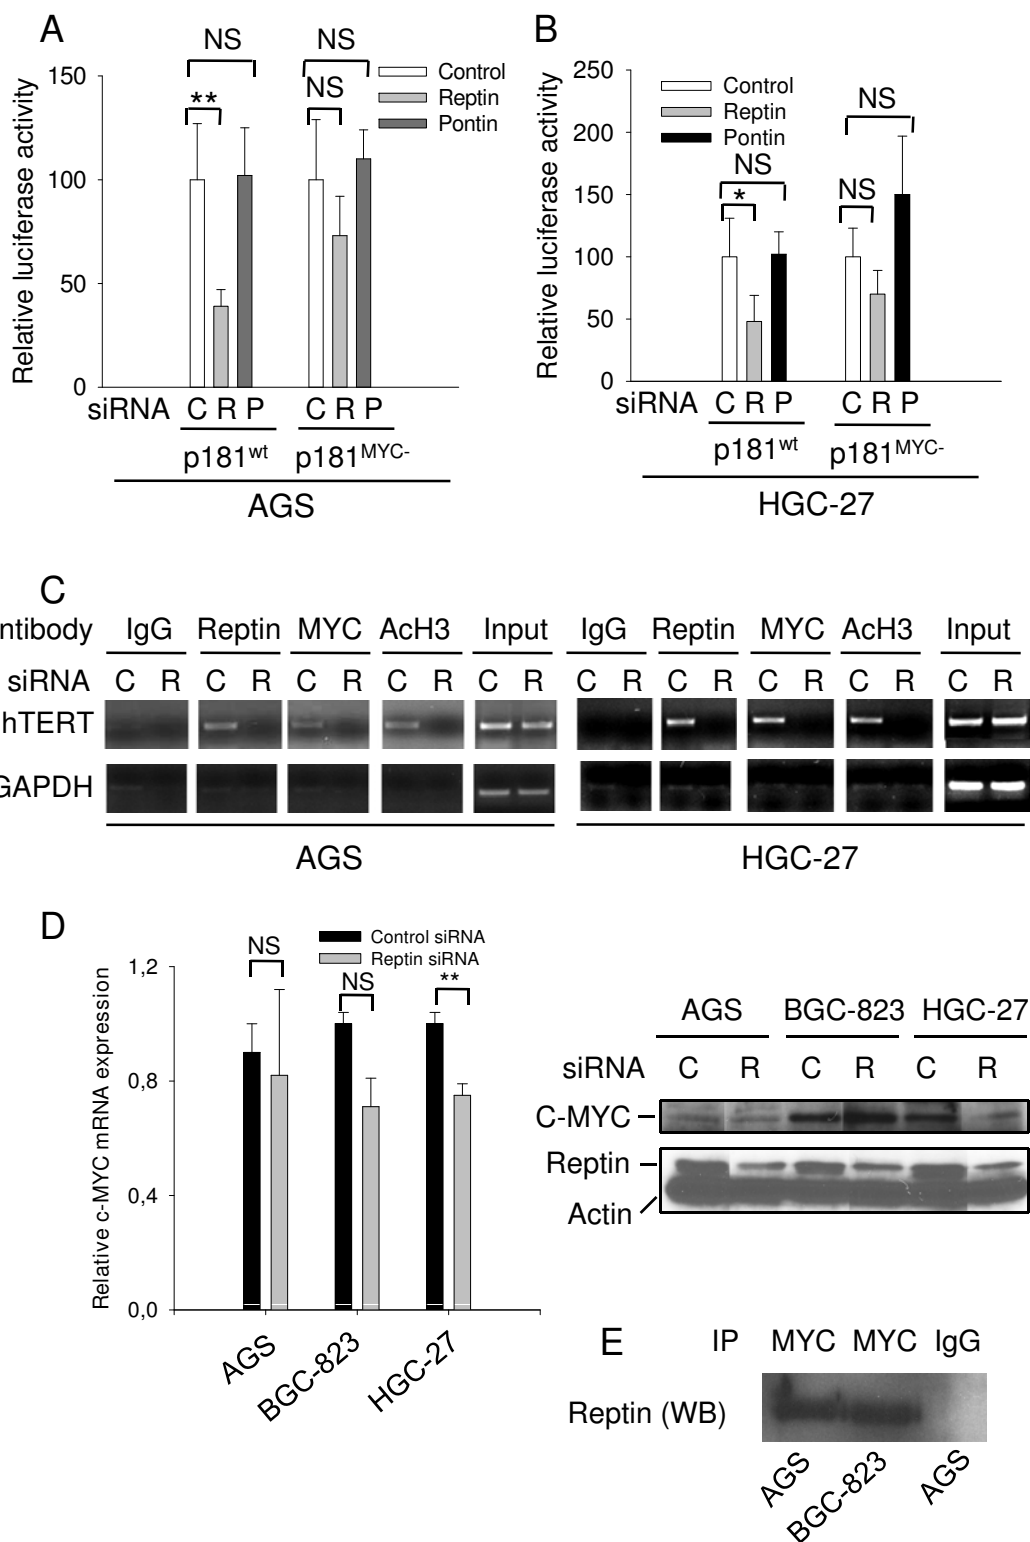 A
NS NS
150
Control
Reptin
Pontin
** NS
100
50
0
Relative luciferase activity
siRNA C R P C R P
p181wt p181MYC-
AGS
B
250
Control
Reptin
Pontin
NS
200
NS
150
* NS
100
50
0
Relative luciferase activity
siRNA C R P C R P
p181wt p181MYC-
HGC-27
C
ntibody IgG Reptin MYC AcH3 Input IgG Reptin MYC AcH3 Input
siRNA C R C R C R C R C R C R C R C R C R C R
hTERT
GAPDH
AGS HGC-27
D
Control siRNA
Reptin siRNA
NS NS **
1,2
0,8
0,4
0,0
Relative c-MYC mRNA expression
AGS BGC-823 HGC-27
AGS BGC-823 HGC-27
siRNA C R C R C R
C-MYC
Reptin
Actin
E IP MYC MYC IgG
Reptin (WB)
AGS BGC-823 AGS